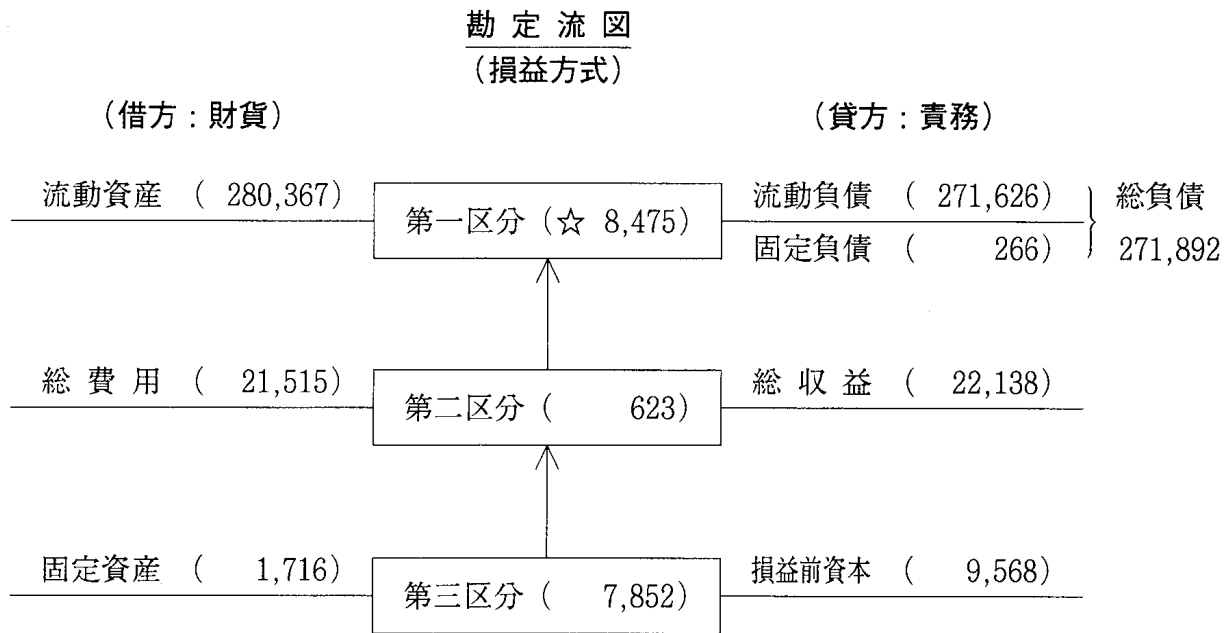 勘定流図
(損益方式)
(借方:財貨) (貸方:責務)
流動資産 ( 280,367) 第一区分 (☆ 8,475) 流動負債 ( 271,626) 総負債
固定負債 ( 266) 271,892
総費用 ( 21,515) 第二区分 ( 623) 総収益 ( 22,138)
固定資産 ( 1,716) 第三区分 ( 7,852) 損益前資本 ( 9,568)